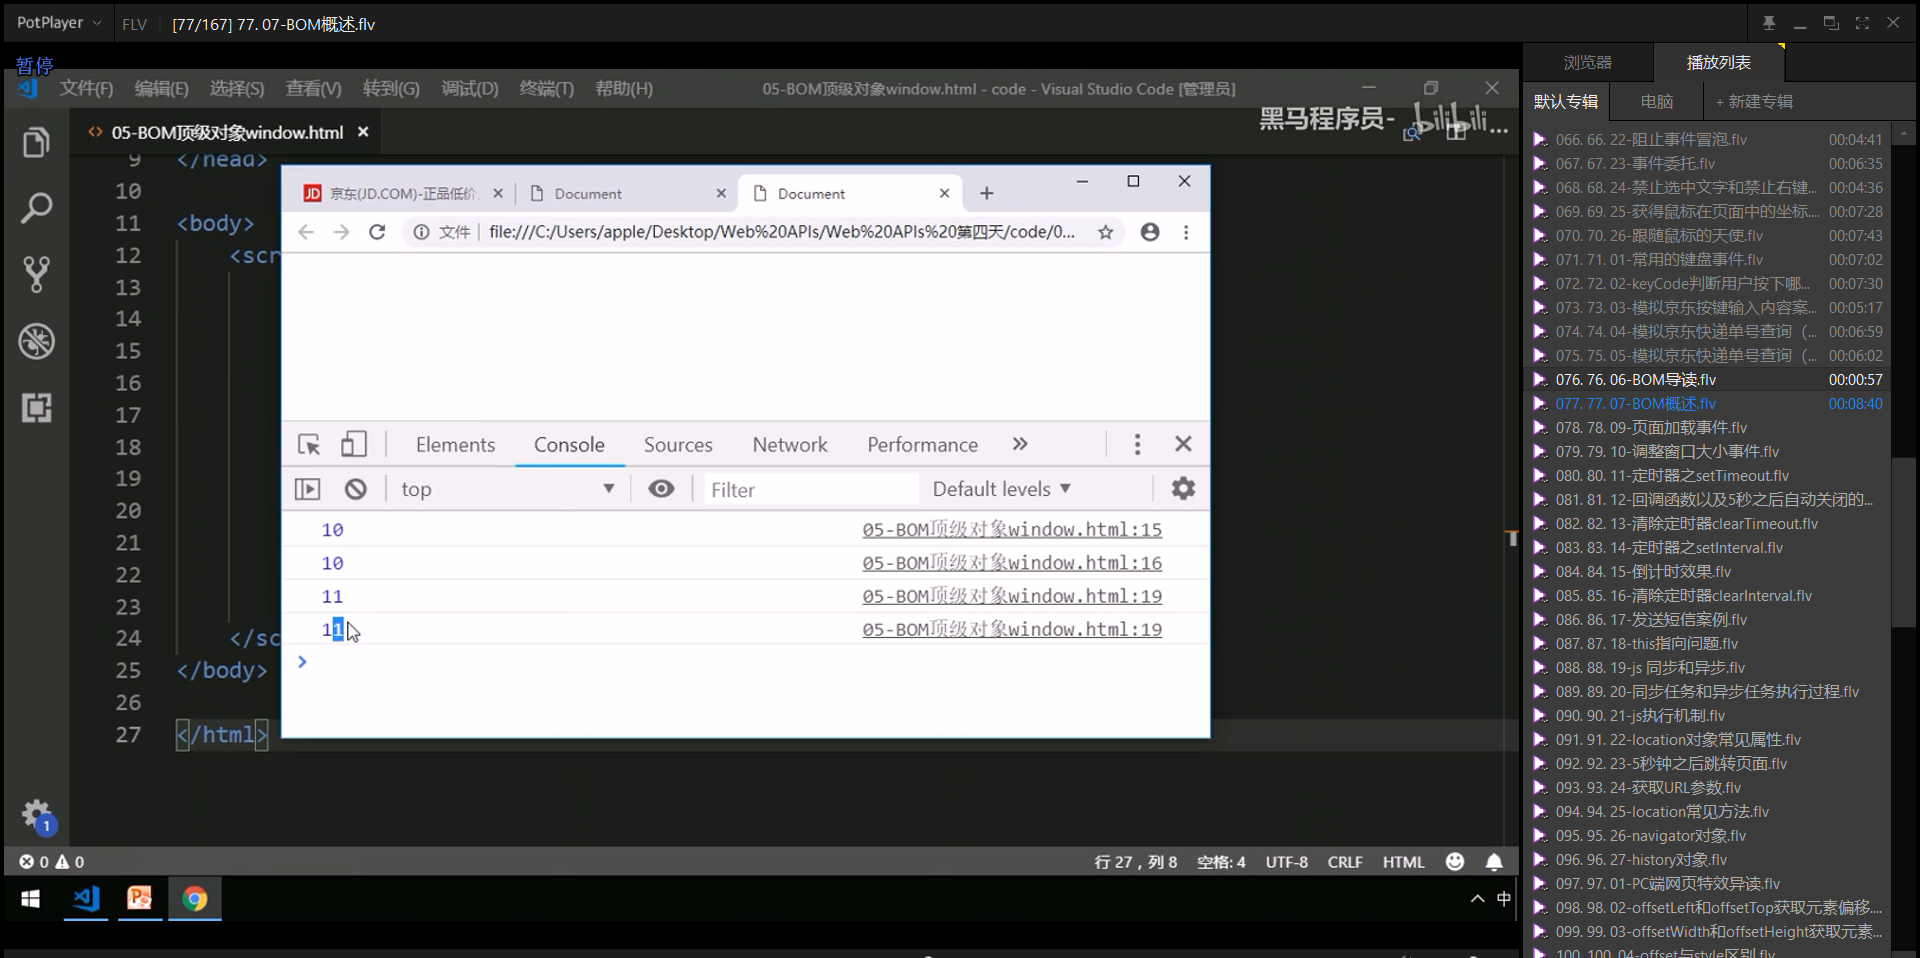 PotPlayer FLV [77/167] 77. 07-BOM概述.flv
暂停
文件(F) 编辑(E) 选择(S) 查看(V) 转到(G) 调试(D) 终端(T) 帮助(H) 05-BOM顶级对象window.html - code - Visual Studio Code [管理员]
05-BOM顶级对象window.html
黑马程序员- bilibili
9 </head>
10
11 <body>
12 <scr
13
14
15
16
17
18
19
20
21
22
23
24 </sc
25 </body>
26
27 </html>
京东(JD.COM)-正品低价、 Document Document
文件 file:///C:/Users/apple/Desktop/Web%20APIs/Web%20APIs%20第四天/code/0...
Elements Console Sources Network Performance
top Filter Default levels
10 05-BOM顶级对象window.html:15
10 05-BOM顶级对象window.html:16
11 05-BOM顶级对象window.html:19
11 05-BOM顶级对象window.html:19
1
0 0 行 27，列 8 空格: 4 UTF-8 CRLF HTML
中
浏览器 播放列表
默认专辑 电脑 + 新建专辑
066. 66. 22-阻止事件冒泡.flv 00:04:41
067. 67. 23-事件委托.flv 00:06:35
068. 68. 24-禁止选中文字和禁止右键... 00:04:36
069. 69. 25-获得鼠标在页面中的坐标.... 00:07:28
070. 70. 26-跟随鼠标的天使.flv 00:07:43
071. 71. 01-常用的键盘事件.flv 00:07:02
072. 72. 02-keyCode判断用户按下哪... 00:07:30
073. 73. 03-模拟京东按键输入内容案... 00:05:17
074. 74. 04-模拟京东快递单号查询（... 00:06:59
075. 75. 05-模拟京东快递单号查询（... 00:06:02
076. 76. 06-BOM导读.flv 00:00:57
077. 77. 07-BOM概述.flv 00:08:40
078. 78. 09-页面加载事件.flv
079. 79. 10-调整窗口大小事件.flv
080. 80. 11-定时器之setTimeout.flv
081. 81. 12-回调函数以及5秒之后自动关闭的...
082. 82. 13-清除定时器clearTimeout.flv
083. 83. 14-定时器之setInterval.flv
084. 84. 15-倒计时效果.flv
085. 85. 16-清除定时器clearInterval.flv
086. 86. 17-发送短信案例.flv
087. 87. 18-this指向问题.flv
088. 88. 19-js 同步和异步.flv
089. 89. 20-同步任务和异步任务执行过程.flv
090. 90. 21-js执行机制.flv
091. 91. 22-location对象常见属性.flv
092. 92. 23-5秒钟之后跳转页面.flv
093. 93. 24-获取URL参数.flv
094. 94. 25-location常见方法.flv
095. 95. 26-navigator对象.flv
096. 96. 27-history对象.flv
097. 97. 01-PC端网页特效导读.flv
098. 98. 02-offsetLeft和offsetTop获取元素偏移....
099. 99. 03-offsetWidth和offsetHeight获取元素...
100. 100. 04-offset与style区别.flv